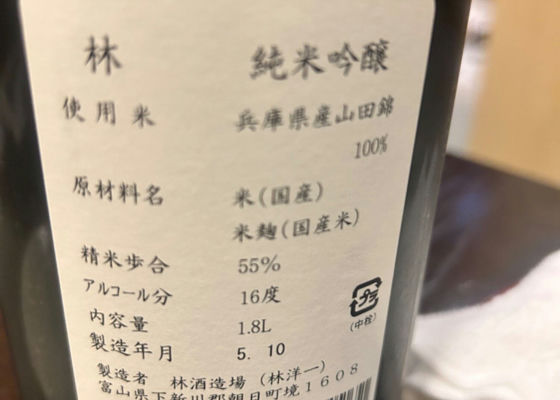 林 純米吟醸
使用米 兵庫県産山田錦
100%
原材料名 米(国産)
米麹(国産米)
精米歩合 55%
アルコール分 16度
内容量 1.8L
製造年月 5. 10
プラ
(中栓)
製造者 林酒造場(林洋一)
富山県下新川郡朝日町境1608